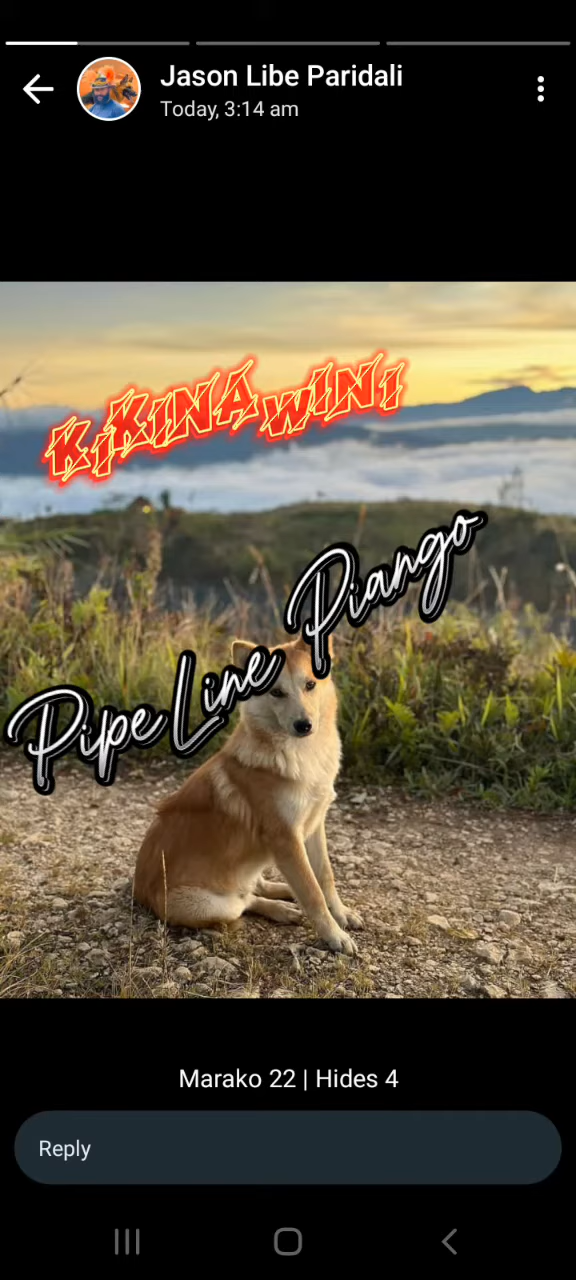 Jason Libe Paridali
Today, 3:14 am
KIKINAWINI
Pipe Line Piango
Marako 22 | Hides 4
Reply